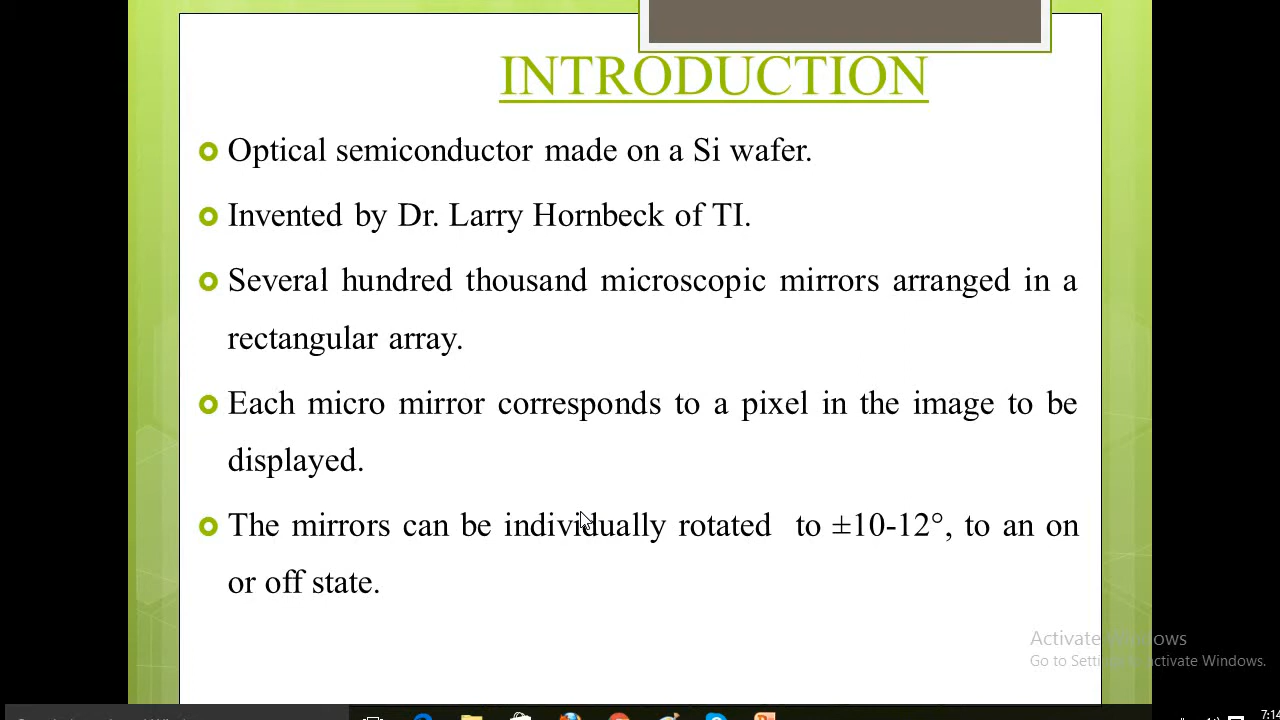 INTRODUCTION
Optical semiconductor made on a Si wafer.
Invented by Dr. Larry Hornbeck of TI.
Several hundred thousand microscopic mirrors arranged in a
rectangular array.
Each micro mirror corresponds to a pixel in the image to be
displayed.
The mirrors can be individually rotated to ±10-12°, to an on
or off state.
Activate Windows
Go to Settings to activate Windows.
7:14